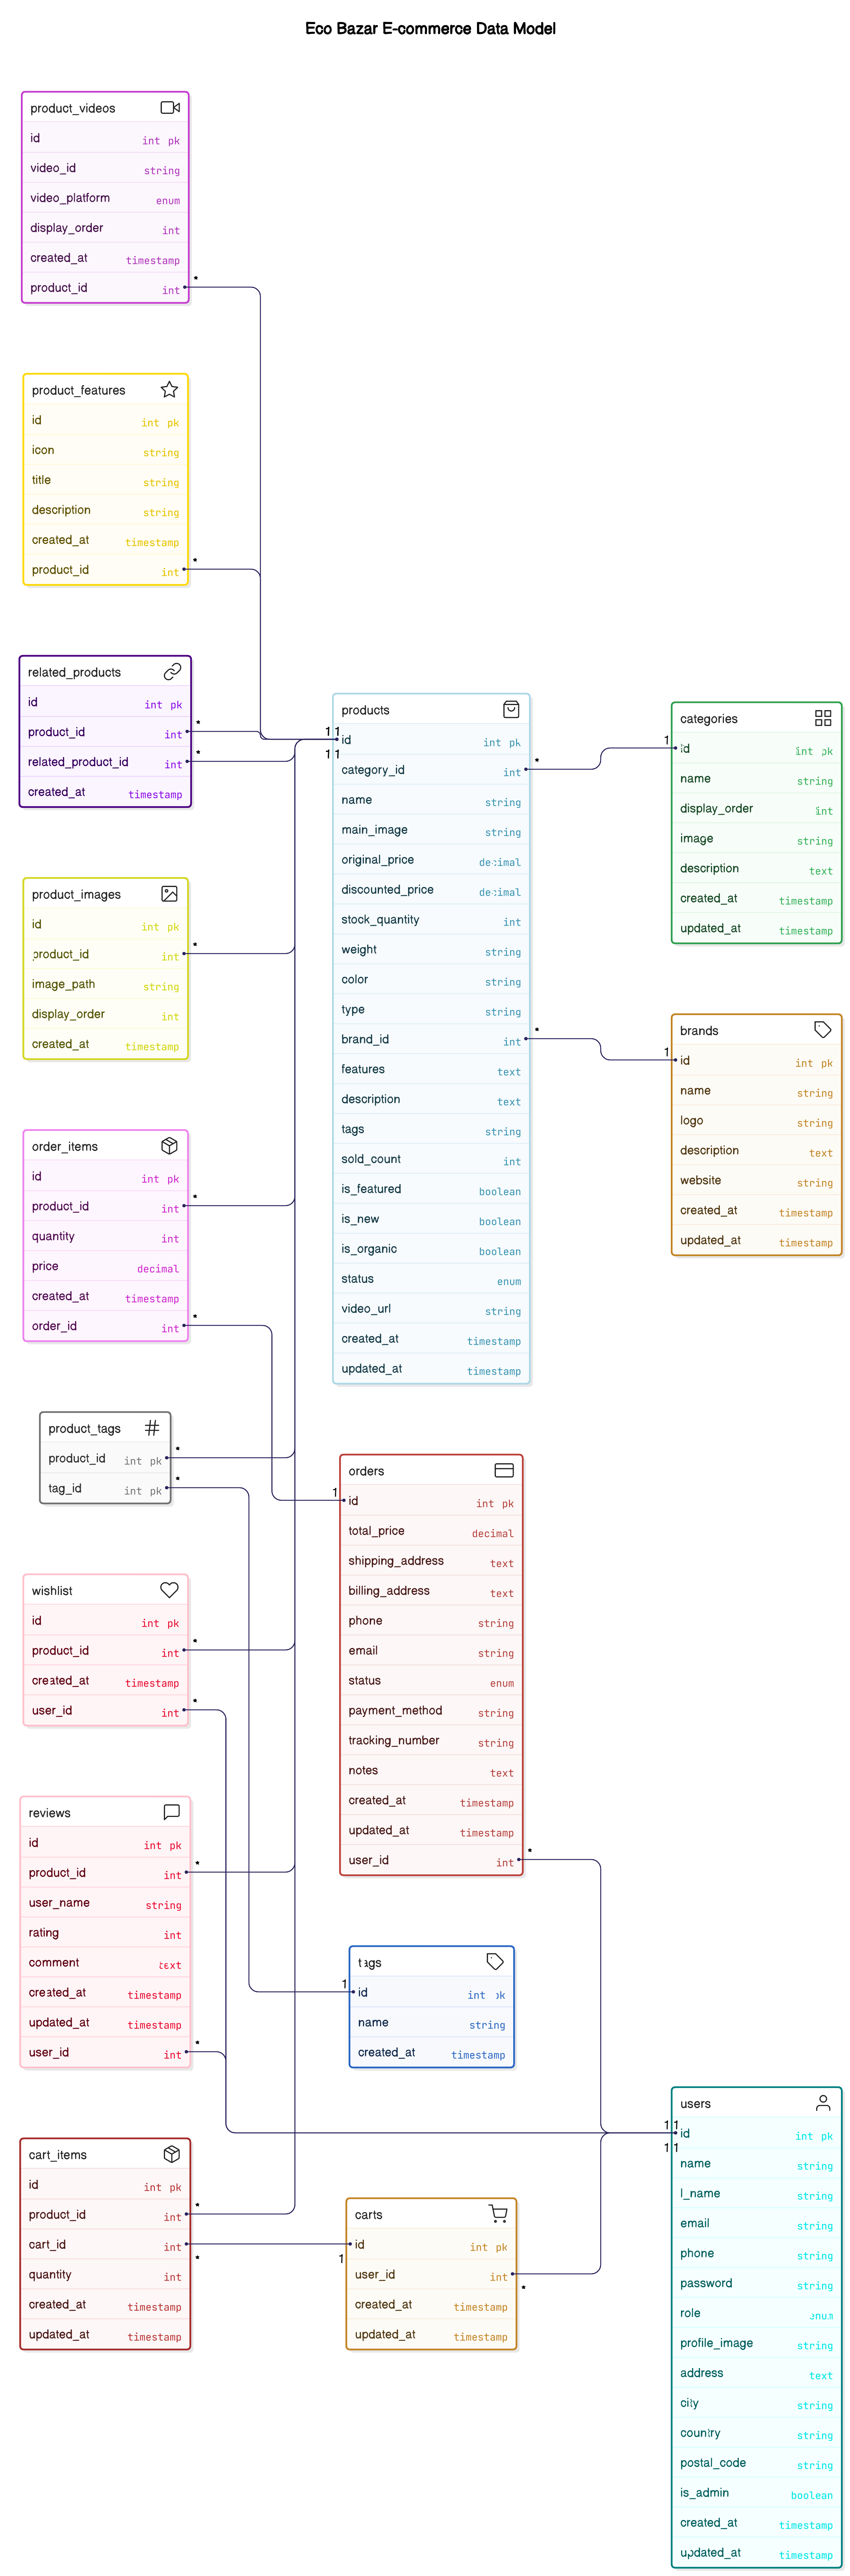 Eco Bazar E-commerce Data Model
product_videos
id int pk
video_id string
video_platform enum
display_order int
created_at timestamp
product_id int
*
product_features
id int pk
icon string
title string
description string
created_at timestamp
product_id int
*
related_products
id int pk
product_id int
*
related_product_id int
*
created_at timestamp
product_images
id int pk
product_id int
*
image_path string
display_order int
created_at timestamp
order_items
id int pk
product_id int
*
quantity int
price decimal
created_at timestamp
order_id int
*
product_tags
product_id int pk
*
tag_id int pk
*
wishlist
id int pk
product_id int
*
created_at timestamp
user_id int
*
reviews
id int pk
product_id int
*
user_name string
rating int
comment text
created_at timestamp
updated_at timestamp
user_id int
*
cart_items
id int pk
product_id int
*
cart_id int
*
quantity int
created_at timestamp
updated_at timestamp
products
1 1
1 1
id int pk
category_id int
*
name string
main_image string
original_price decimal
discounted_price decimal
stock_quantity int
weight string
color string
type string
brand_id int
*
features text
description text
tags string
sold_count int
is_featured boolean
is_new boolean
is_organic boolean
status enum
video_url string
created_at timestamp
updated_at timestamp
orders
1
id int pk
total_price decimal
shipping_address text
billing_address text
phone string
email string
status enum
payment_method string
tracking_number string
notes text
created_at timestamp
updated_at timestamp
user_id int
*
tags
1
id int pk
name string
created_at timestamp
carts
id int pk
1
user_id int
*
created_at timestamp
updated_at timestamp
categories
1
id int pk
name string
display_order int
image string
description text
created_at timestamp
updated_at timestamp
brands
1
id int pk
name string
logo string
description text
website string
created_at timestamp
updated_at timestamp
users
1 1
1 1
id int pk
name string
l_name string
email string
phone string
password string
role enum
profile_image string
address text
city string
country string
postal_code string
is_admin boolean
created_at timestamp
updated_at timestamp